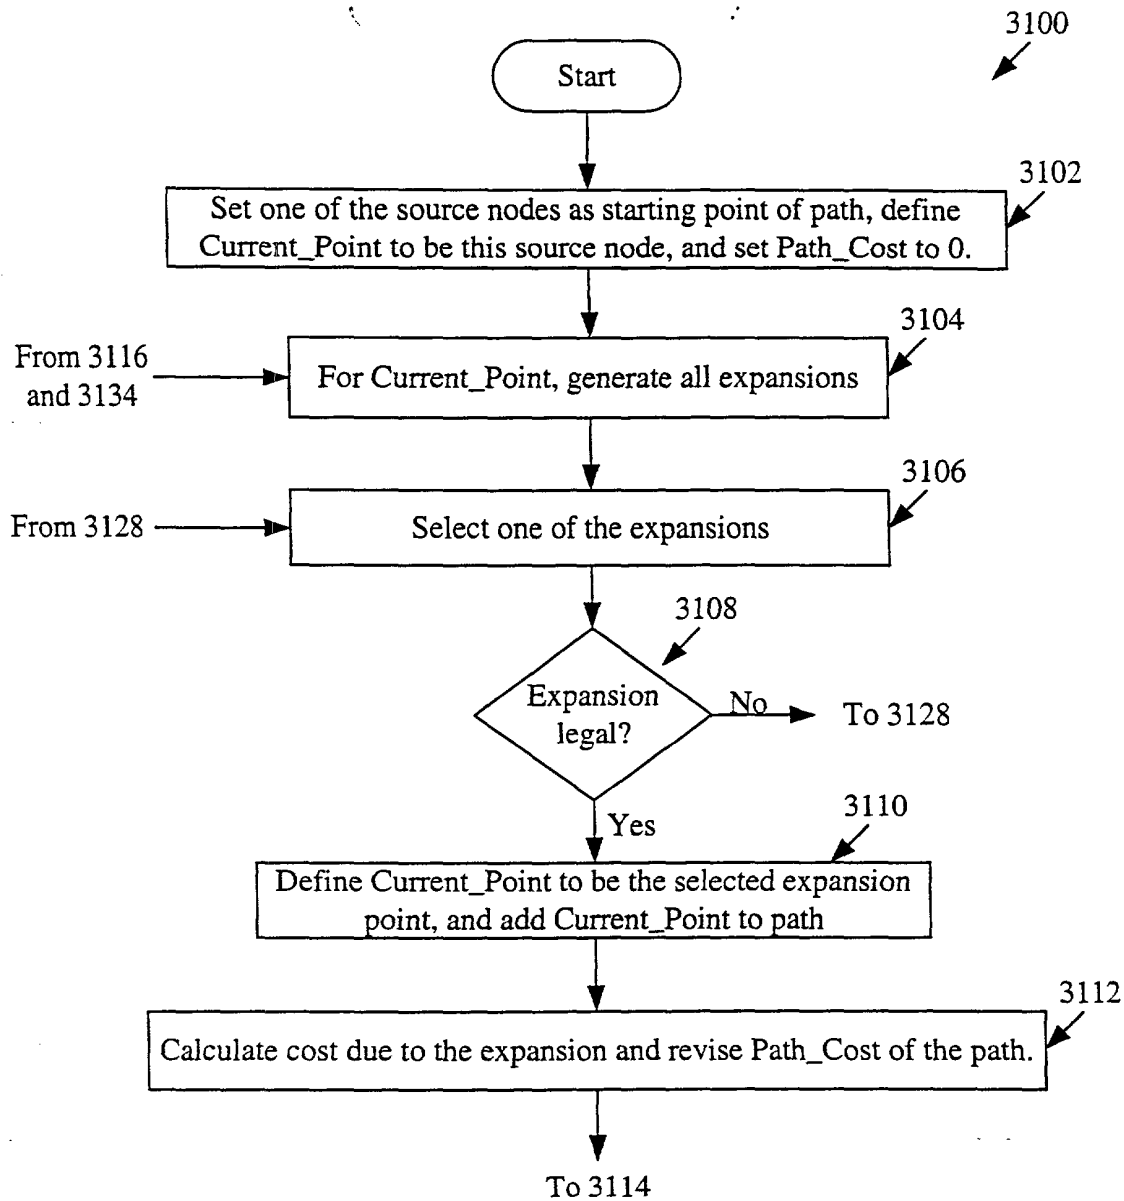 3100
Start
3102
Set one of the source nodes as starting point of path, define
Current_Point to be this source node, and set Path_Cost to 0.
3104
From 3116
and 3134
For Current_Point, generate all expansions
3106
From 3128
Select one of the expansions
3108
Expansion
legal?
No
To 3128
Yes
3110
Define Current_Point to be the selected expansion
point, and add Current_Point to path
3112
Calculate cost due to the expansion and revise Path_Cost of the path.
To 3114